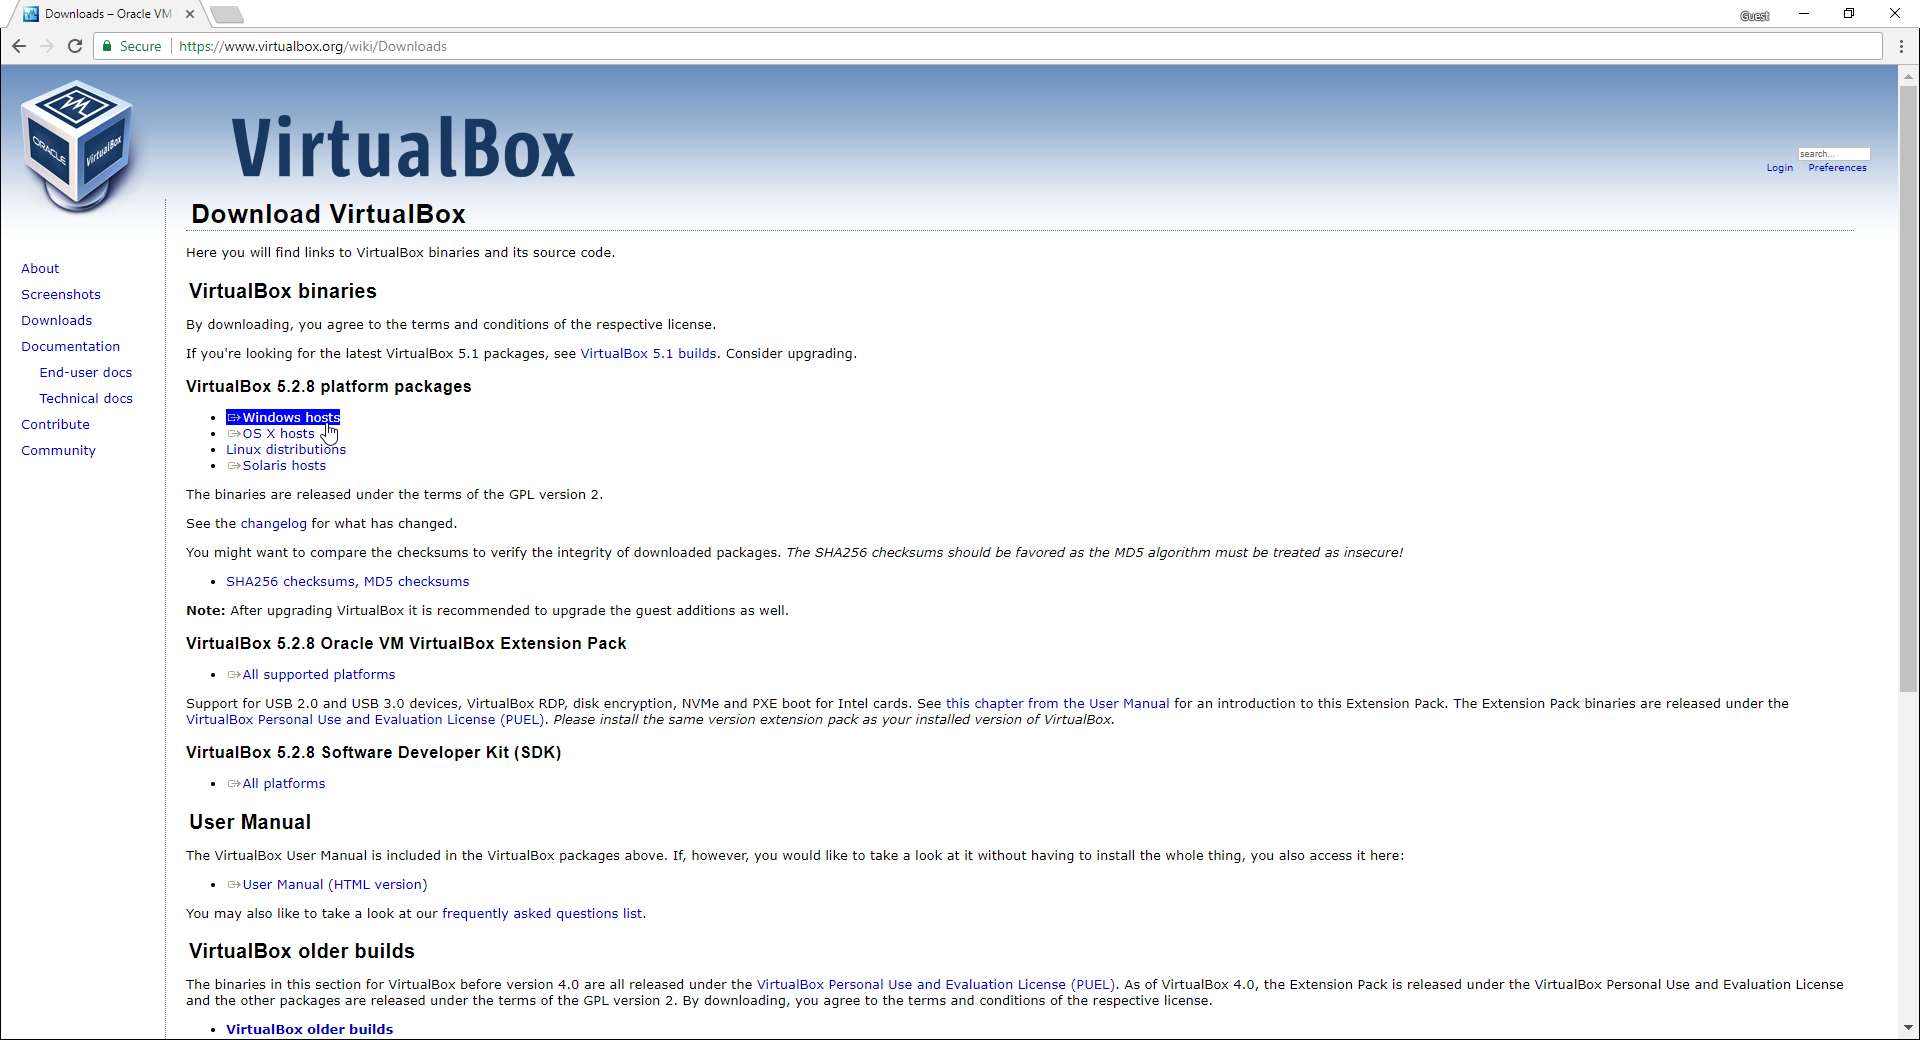 Downloads – Oracle VM
Guest
Secure
https://www.virtualbox.org/wiki/Downloads
VM
ORACLE
VirtualBox
VirtualBox
search...
Login
Preferences
About
Screenshots
Downloads
Documentation
End-user docs
Technical docs
Contribute
Community
Download VirtualBox
Here you will find links to VirtualBox binaries and its source code.
VirtualBox binaries
By downloading, you agree to the terms and conditions of the respective license.
If you're looking for the latest VirtualBox 5.1 packages, see VirtualBox 5.1 builds. Consider upgrading.
VirtualBox 5.2.8 platform packages
Windows hosts
OS X hosts
Linux distributions
Solaris hosts
The binaries are released under the terms of the GPL version 2.
See the changelog for what has changed.
You might want to compare the checksums to verify the integrity of downloaded packages. The SHA256 checksums should be favored as the MD5 algorithm must be treated as insecure!
SHA256 checksums, MD5 checksums
Note: After upgrading VirtualBox it is recommended to upgrade the guest additions as well.
VirtualBox 5.2.8 Oracle VM VirtualBox Extension Pack
All supported platforms
Support for USB 2.0 and USB 3.0 devices, VirtualBox RDP, disk encryption, NVMe and PXE boot for Intel cards. See this chapter from the User Manual for an introduction to this Extension Pack. The Extension Pack binaries are released under the
VirtualBox Personal Use and Evaluation License (PUEL). Please install the same version extension pack as your installed version of VirtualBox.
VirtualBox 5.2.8 Software Developer Kit (SDK)
All platforms
User Manual
The VirtualBox User Manual is included in the VirtualBox packages above. If, however, you would like to take a look at it without having to install the whole thing, you also access it here:
User Manual (HTML version)
You may also like to take a look at our frequently asked questions list.
VirtualBox older builds
The binaries in this section for VirtualBox before version 4.0 are all released under the VirtualBox Personal Use and Evaluation License (PUEL). As of VirtualBox 4.0, the Extension Pack is released under the VirtualBox Personal Use and Evaluation License
and the other packages are released under the terms of the GPL version 2. By downloading, you agree to the terms and conditions of the respective license.
VirtualBox older builds